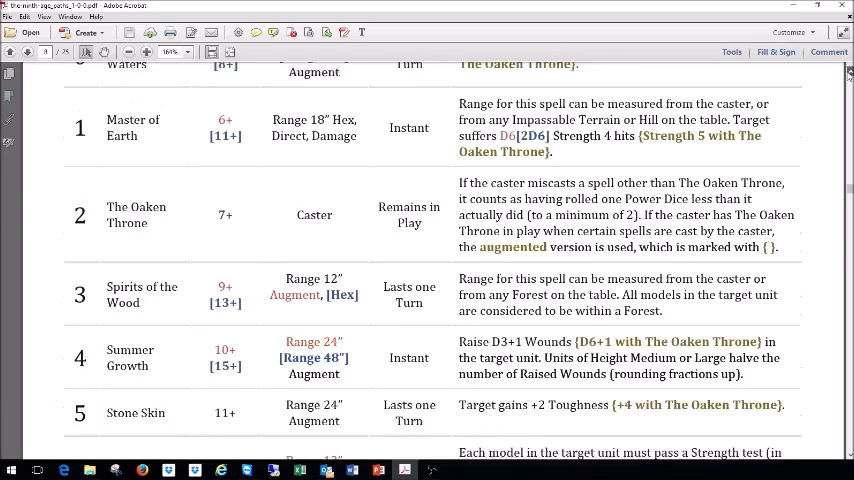 the-ninth-age_paths_1-0-0.pdf - Adobe Acrobat
File Edit View Window Help
Open Create Customize
8 / 25 164% Tools Fill & Sign Comment
Waters [8+] Augment Turn The Oaken Throne}.
1 Master of Earth 6+ [11+] Range 18" Hex, Direct, Damage Instant
Range for this spell can be measured from the caster, or
from any Impassable Terrain or Hill on the table. Target
suffers D6[2D6] Strength 4 hits {Strength 5 with The
Oaken Throne}.
2 The Oaken Throne 7+ Caster Remains in Play
If the caster miscasts a spell other than The Oaken Throne,
it counts as having rolled one Power Dice less than it
actually did (to a minimum of 2). If the caster has The Oaken
Throne in play when certain spells are cast by the caster,
the augmented version is used, which is marked with { }.
3 Spirits of the Wood 9+ [13+] Range 12" Augment, [Hex] Lasts one Turn
Range for this spell can be measured from the caster or
from any Forest on the table. All models in the target unit
are considered to be within a Forest.
4 Summer Growth 10+ [15+] Range 24" [Range 48"] Augment Instant
Raise D3+1 Wounds {D6+1 with The Oaken Throne} in
the target unit. Units of Height Medium or Large halve the
number of Raised Wounds (rounding fractions up).
5 Stone Skin 11+ Range 24" Augment Lasts one Turn
Target gains +2 Toughness {+4 with The Oaken Throne}.
Each model in the target unit must pass a Strength test (in